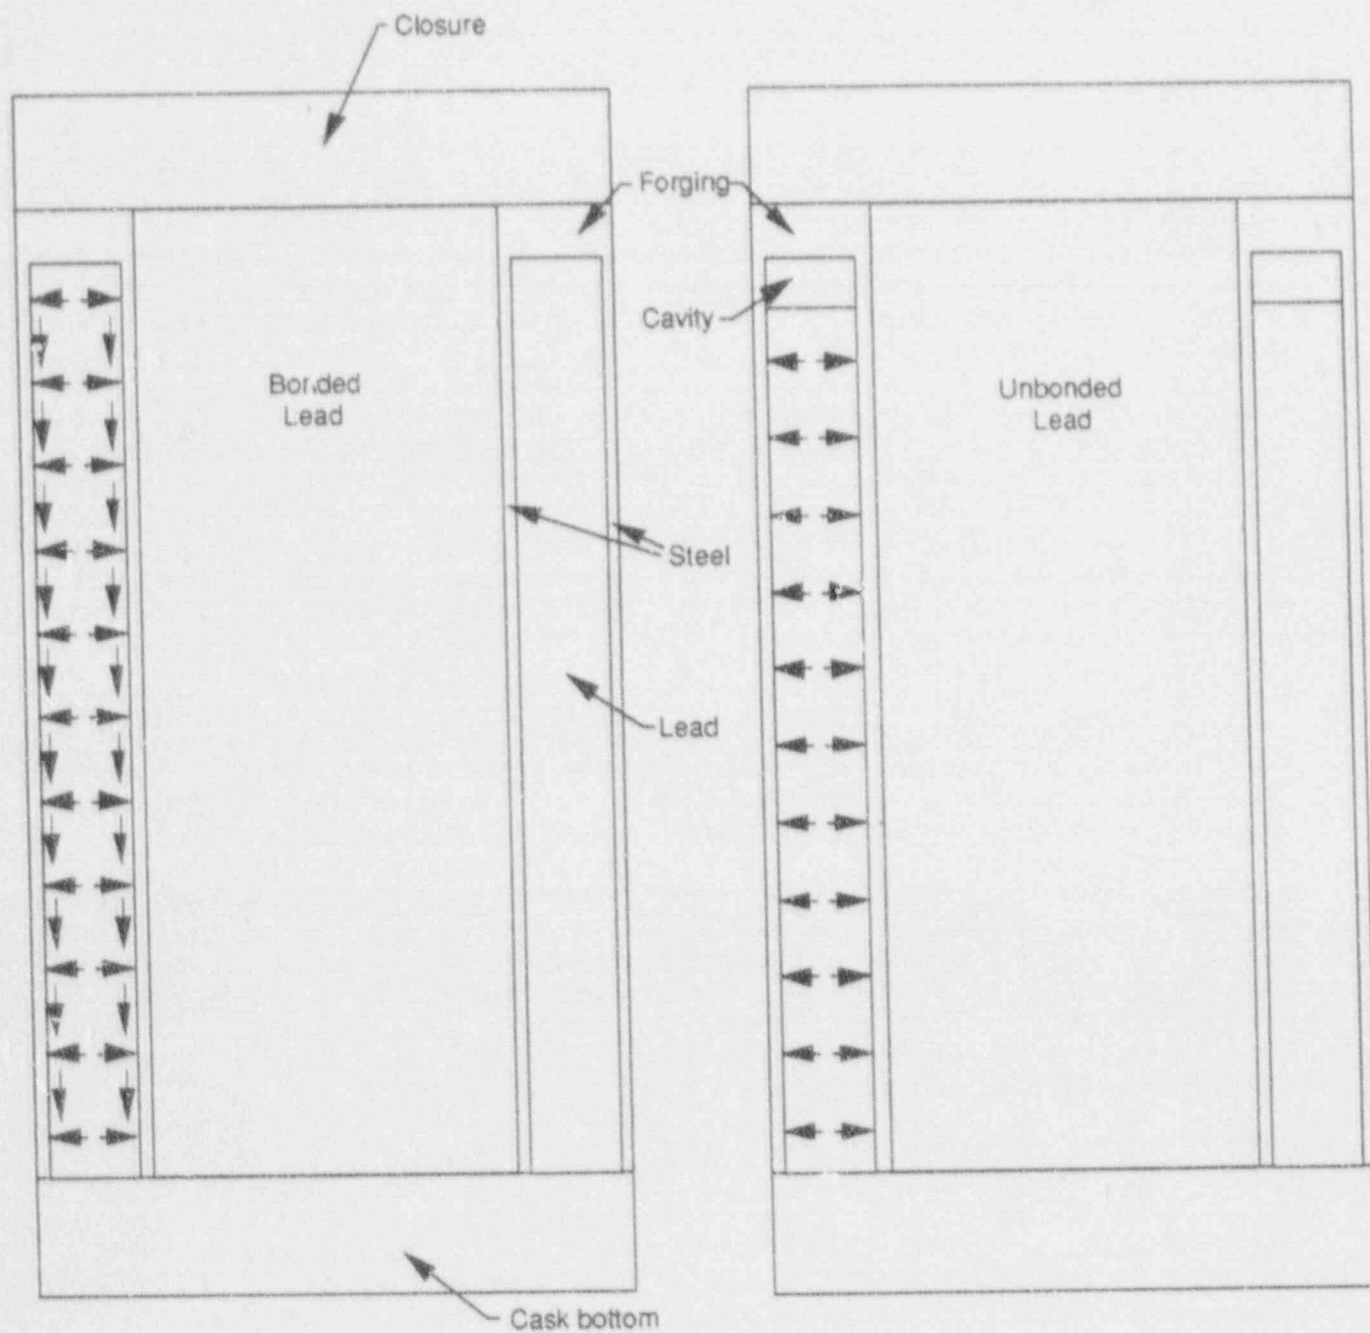 Closure
Forging
Cavity
Bonded
Lead
Unbonded
Lead
Steel
Lead
Cask bottom